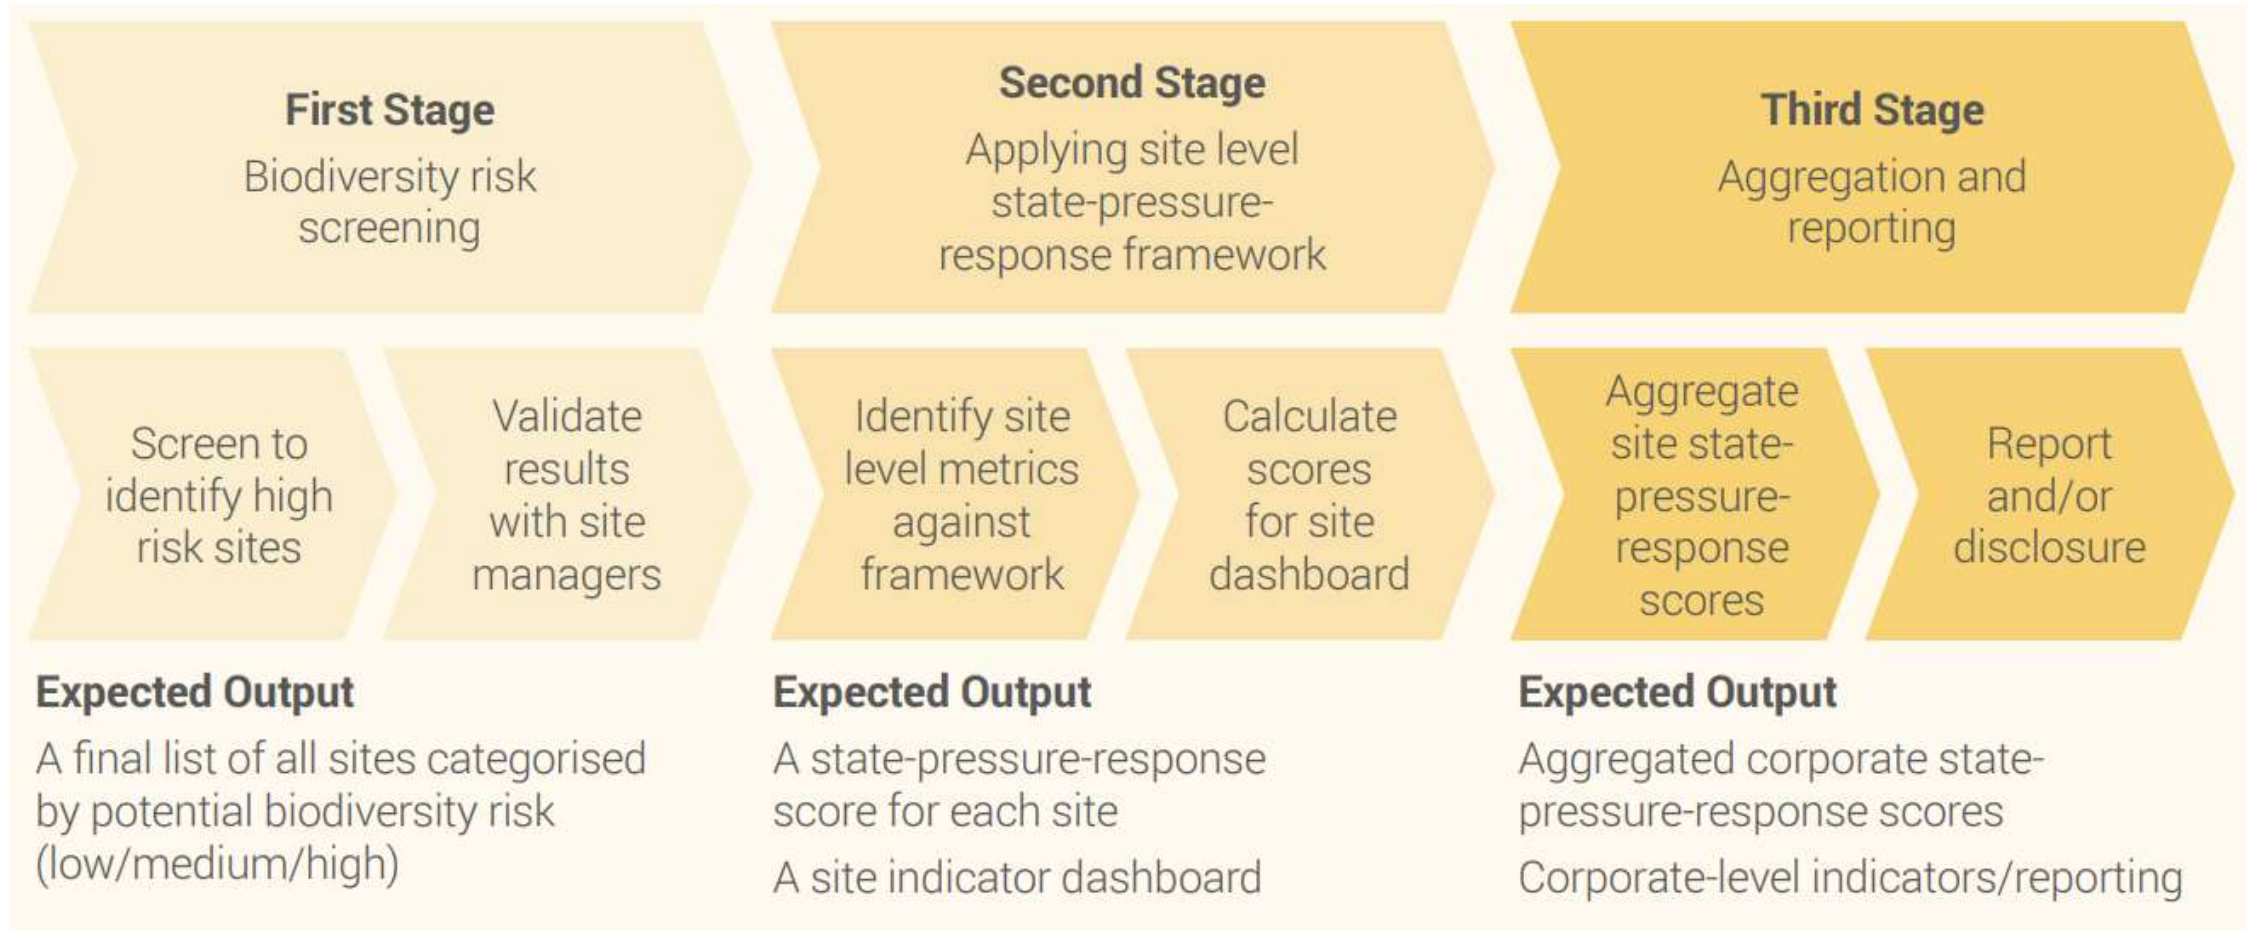 First Stage
Biodiversity risk
screening
Second Stage
Applying site level
state-pressure-
response framework
Third Stage
Aggregation and
reporting
Screen to
identify high
risk sites
Validate
results
with site
managers
Identify site
level metrics
against
framework
Calculate
scores
for site
dashboard
Aggregate
site state-
pressure-
response
scores
Report
and/or
disclosure
Expected Output
A final list of all sites categorised
by potential biodiversity risk
(low/medium/high)
Expected Output
A state-pressure-response
score for each site
A site indicator dashboard
Expected Output
Aggregated corporate state-
pressure-response scores
Corporate-level indicators/reporting